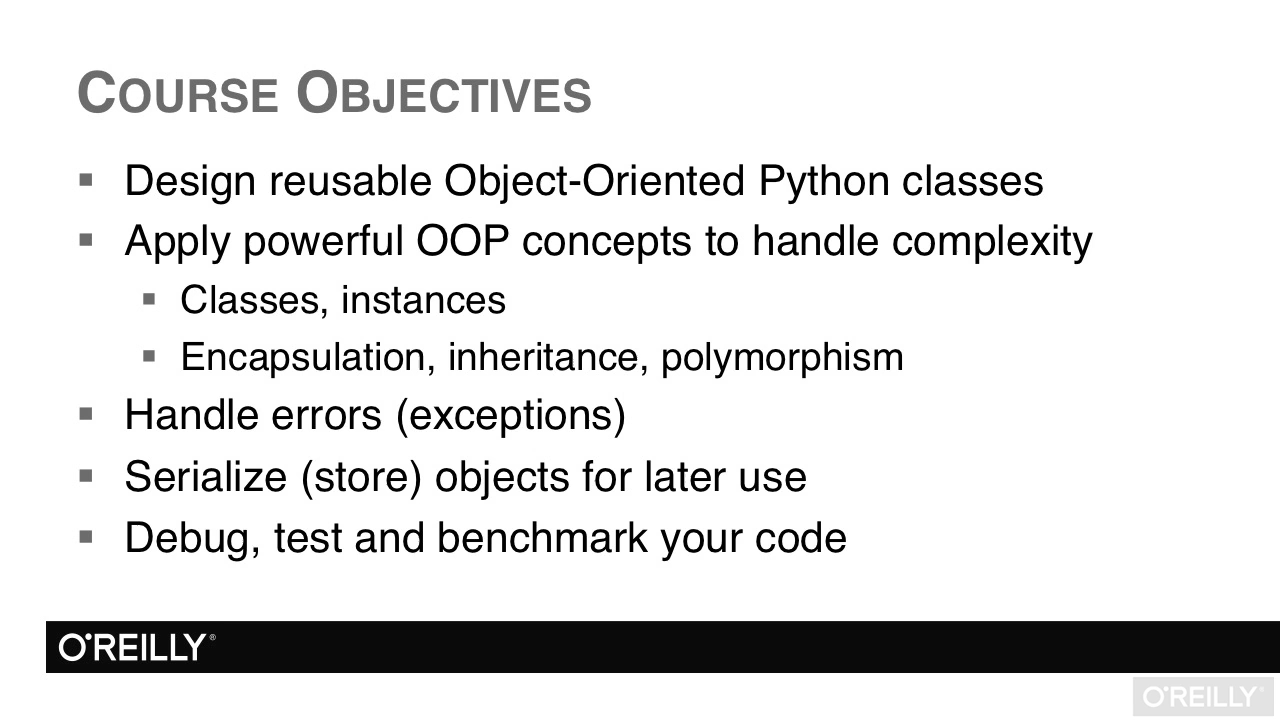 COURSE OBJECTIVES
▪ Design reusable Object-Oriented Python classes
▪ Apply powerful OOP concepts to handle complexity
▪ Classes, instances
▪ Encapsulation, inheritance, polymorphism
▪ Handle errors (exceptions)
▪ Serialize (store) objects for later use
▪ Debug, test and benchmark your code
O'REILLY®
O'REILLY®